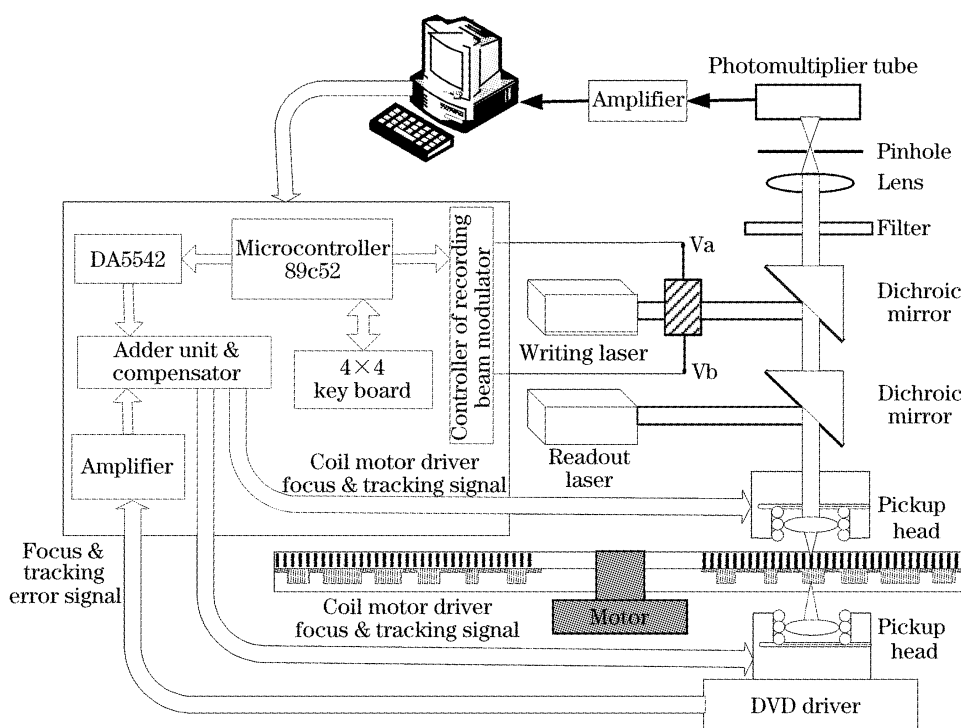 Photomultiplier tube
Amplifier
Pinhole
Lens
Filter
Dichroic
mirror
Dichroic
mirror
DA5542
Microcontroller
89c52
Controller of recording
beam modulator
Va
Vb
Writing laser
Readout
laser
Adder unit &
compensator
4×4
key board
Amplifier
Coil motor driver
focus & tracking signal
Pickup
head
Focus &
tracking
error signal
Coil motor driver
focus & tracking signal
Motor
Pickup
head
DVD driver